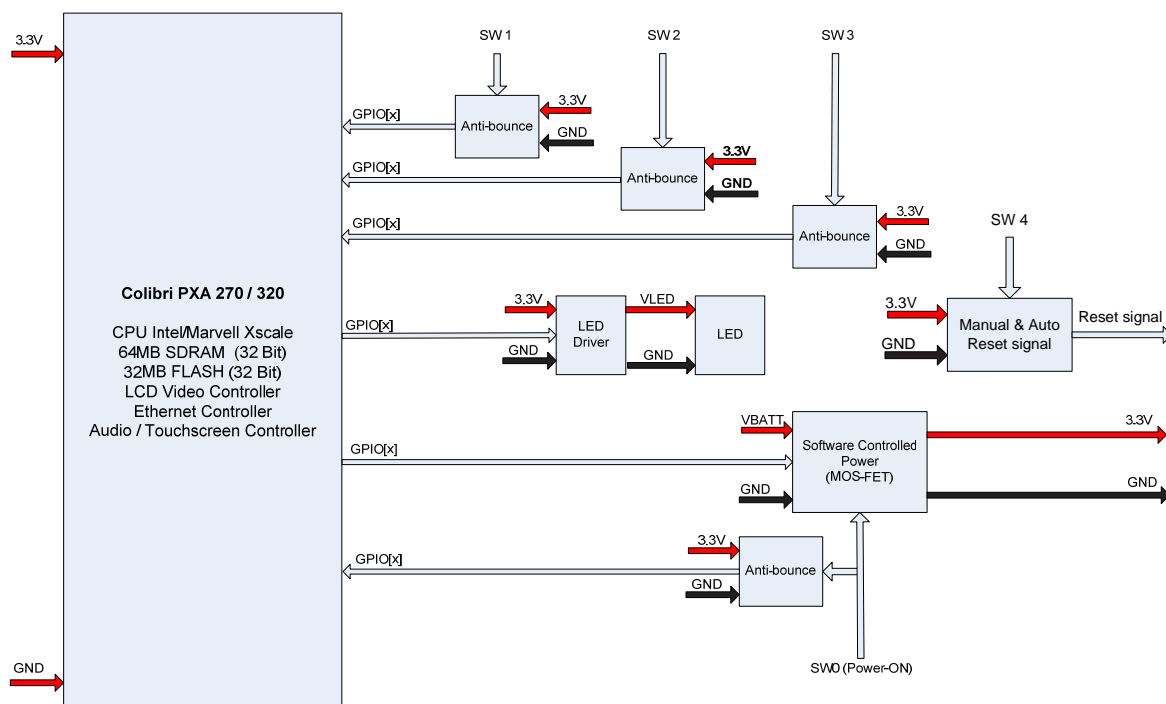 3.3V
SW 1
SW 2
SW 3
GPIO[x]
Anti-bounce
3.3V
GND
GPIO[x]
Anti-bounce
3.3V
GND
GPIO[x]
Anti-bounce
3.3V
GND
SW 4
Colibri PXA 270 / 320
CPU Intel/Marvell Xscale
64MB SDRAM (32 Bit)
32MB FLASH (32 Bit)
LCD Video Controller
Ethernet Controller
Audio / Touchscreen Controller
GPIO[x]
3.3V
GND
LED
Driver
VLED
GND
LED
3.3V
GND
Manual & Auto
Reset signal
Reset signal
GPIO[x]
VBATT
GND
Software Controlled
Power
(MOS-FET)
3.3V
GND
GPIO[x]
3.3V
GND
Anti-bounce
SW0 (Power-ON)
GND